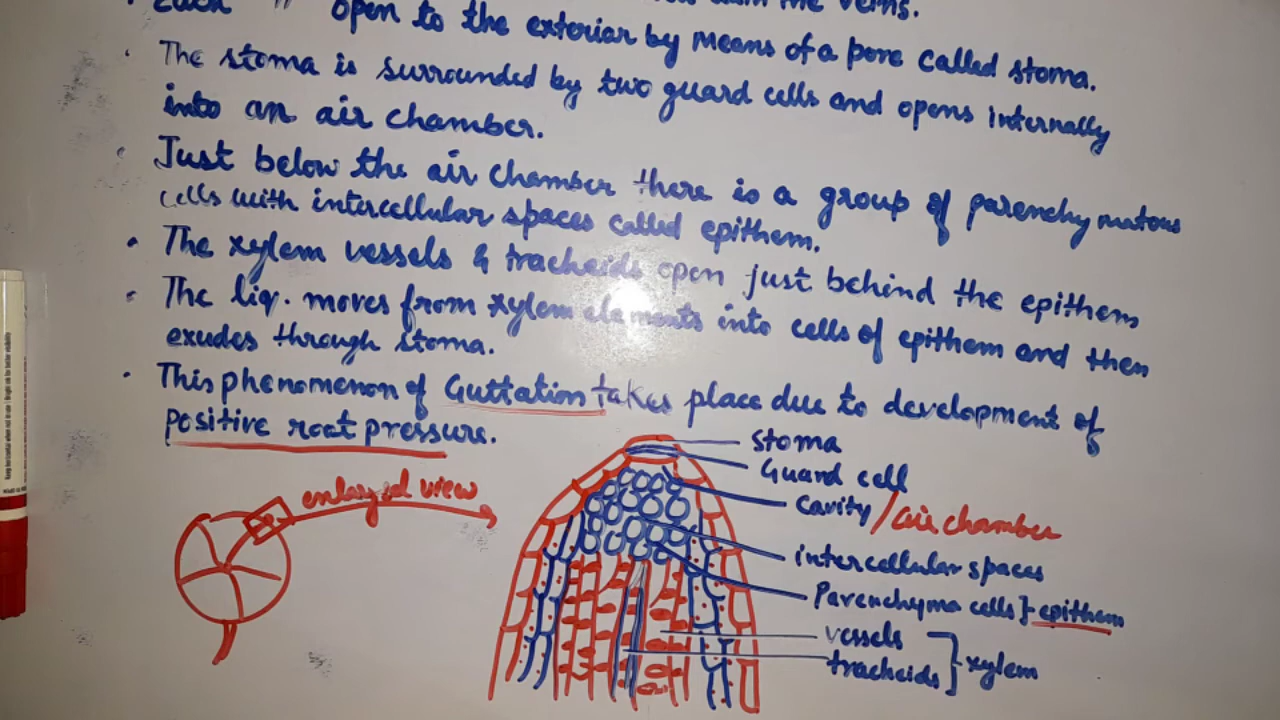 the veins.
• Each " open to the exterior by means of a pore called stoma.
• The stoma is surrounded by two guard cells and opens internally
into an air chamber.
• Just below the air chamber there is a group of parenchymatous
cells with intercellular spaces called epithem.
• The xylem vessels & tracheids open just behind the epithem
• The liq. moves from xylem elements into cells of epithem and then
exudes through stoma.
• This phenomenon of Guttation takes place due to development of
positive root pressure.
stoma
Guard cell
cavity/air chamber
enlarged view
intercellular spaces
Parenchyma cells}-epithem
vessels
tracheids
xylem